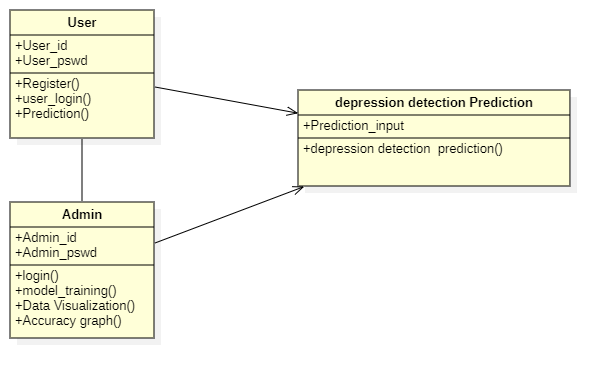 User
+User_id
+User_pswd
+Register()
+user_login()
+Prediction()
depression detection Prediction
+Prediction_input
+depression detection  prediction()
Admin
+Admin_id
+Admin_pswd
+login()
+model_training()
+Data Visualization()
+Accuracy graph()